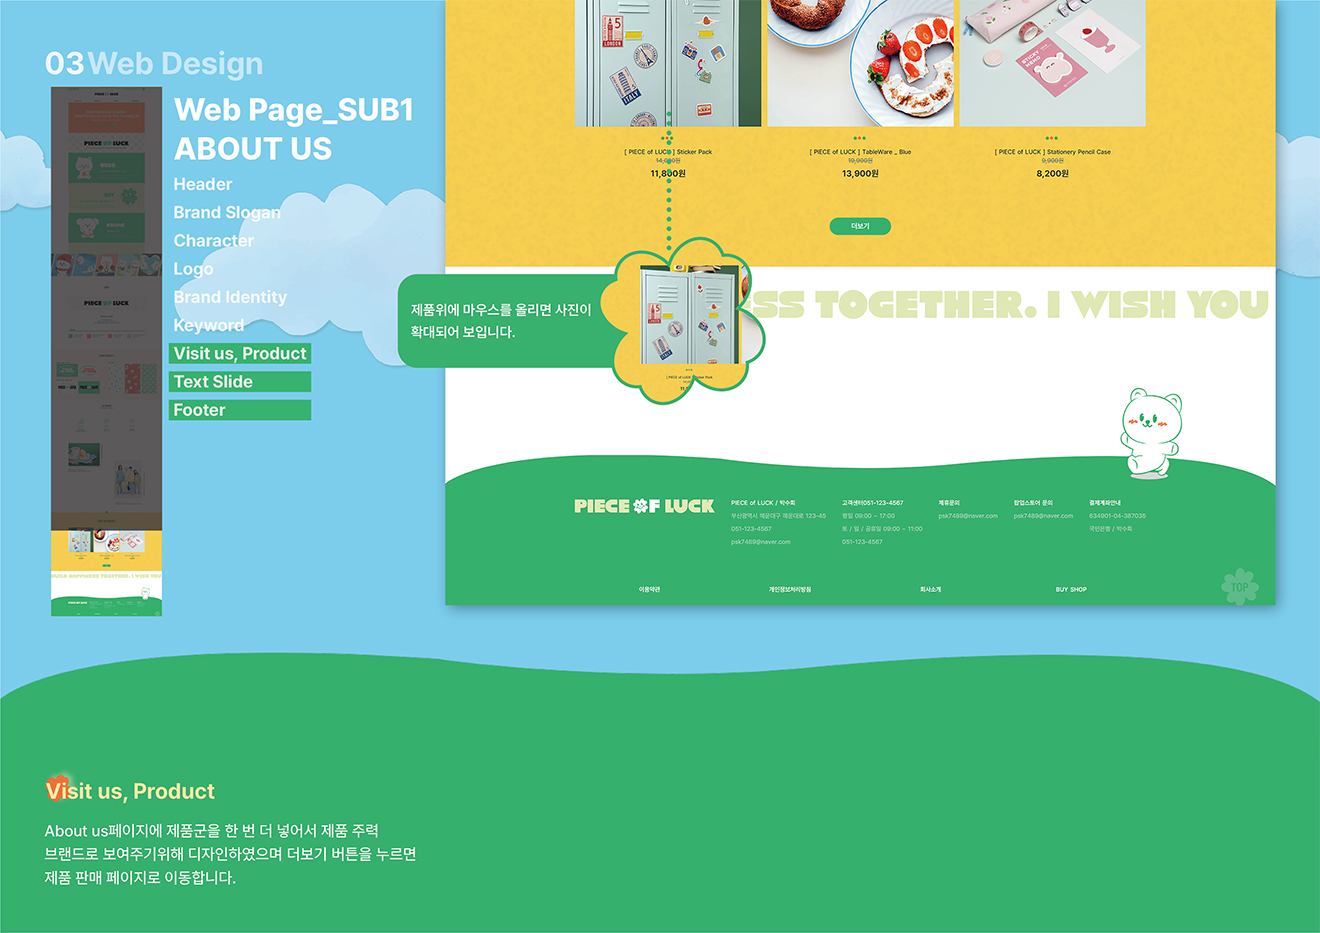 03 Web Design
Web Page_SUB1
ABOUT US
Header
Brand Slogan
Character
Logo
Brand Identity
Keyword
Visit us, Product
Text Slide
Footer
LONDON
ITALY
STICKY
MEMO
[ PIECE of LUCK ] Sticker Pack
11,800원
[ PIECE of LUCK ] TableWare _ Blue
19,900원
13,900원
[ PIECE of LUCK ] Stationery Pencil Case
9,900원
8,200원
더보기
제품위에 마우스를 올리면 사진이
확대되어 보입니다.
ESS TOGETHER. I WISH YOU
PIECE OF LUCK
PIECE of LUCK / 박수희
부산광역시 해운대구 해운대로 123-45
051-123-4567
psk7489@naver.com
고객센터051-123-4567
평일 09:00 - 17:00
토 / 일 / 공휴일 09:00 - 11:00
051-123-4567
제휴문의
psk7489@naver.com
팝업스토어 문의
psk7489@naver.com
결제계좌안내
634901-04-387035
국민은행 / 박수희
이용약관
개인정보처리방침
회사소개
BUY SHOP
TOP
Visit us, Product
About us페이지에 제품군을 한 번 더 넣어서 제품 주력
브랜드로 보여주기위해 디자인하였으며 더보기 버튼을 누르면
제품 판매 페이지로 이동합니다.